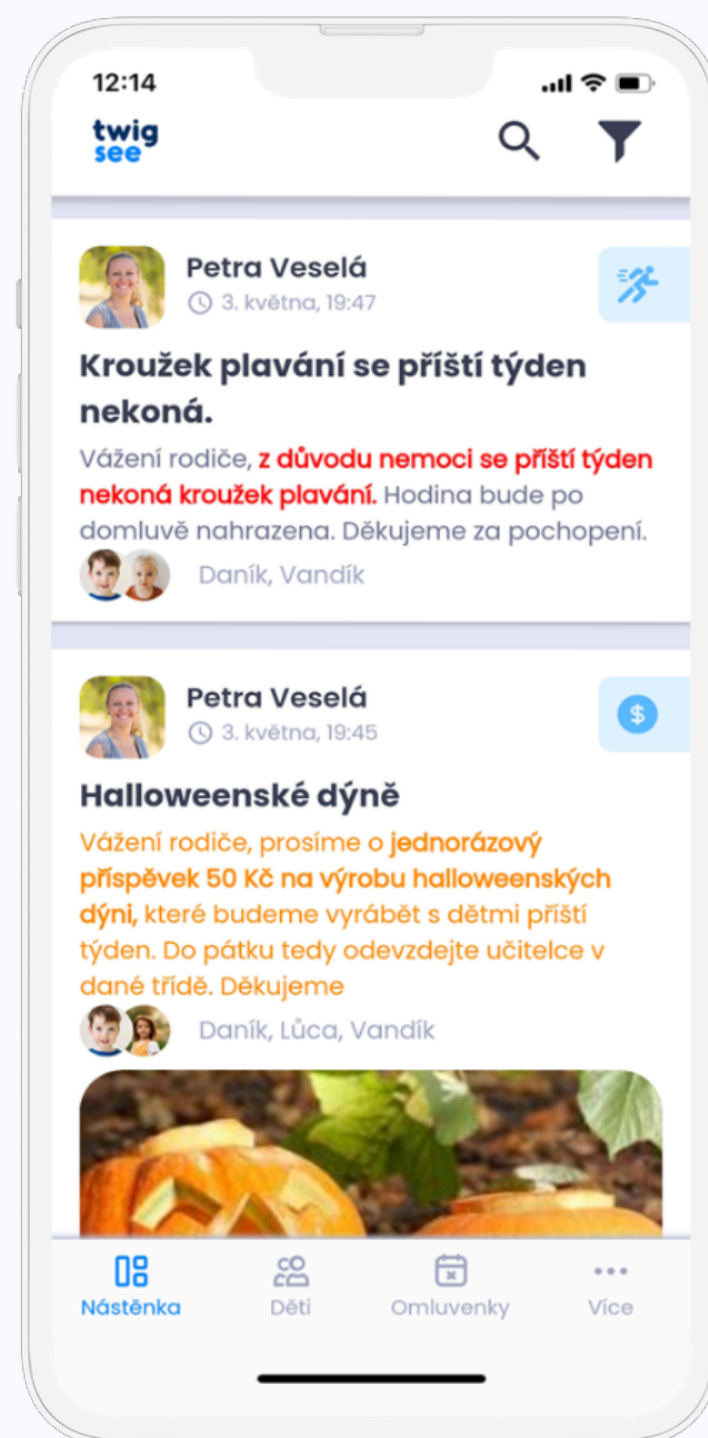 12:14
twig
see
Petra Veselá
3. května, 19:47
Kroužek plavání se příští týden
nekoná.
Vážení rodiče, z důvodu nemoci se příští týden
nekoná kroužek plavání. Hodina bude po
domluvě nahrazena. Děkujeme za pochopení.
Daník, Vandík
Petra Veselá
3. května, 19:45
$
Halloweenské dýně
Vážení rodiče, prosíme o jednorázový
příspěvek 50 Kč na výrobu halloweenských
dýni, které budeme vyrábět s dětmi příští
týden. Do pátku tedy odevzdejte učitelce v
dané třídě. Děkujeme
Daník, Lůca, Vandík
Nástěnka Děti Omluvenky Více